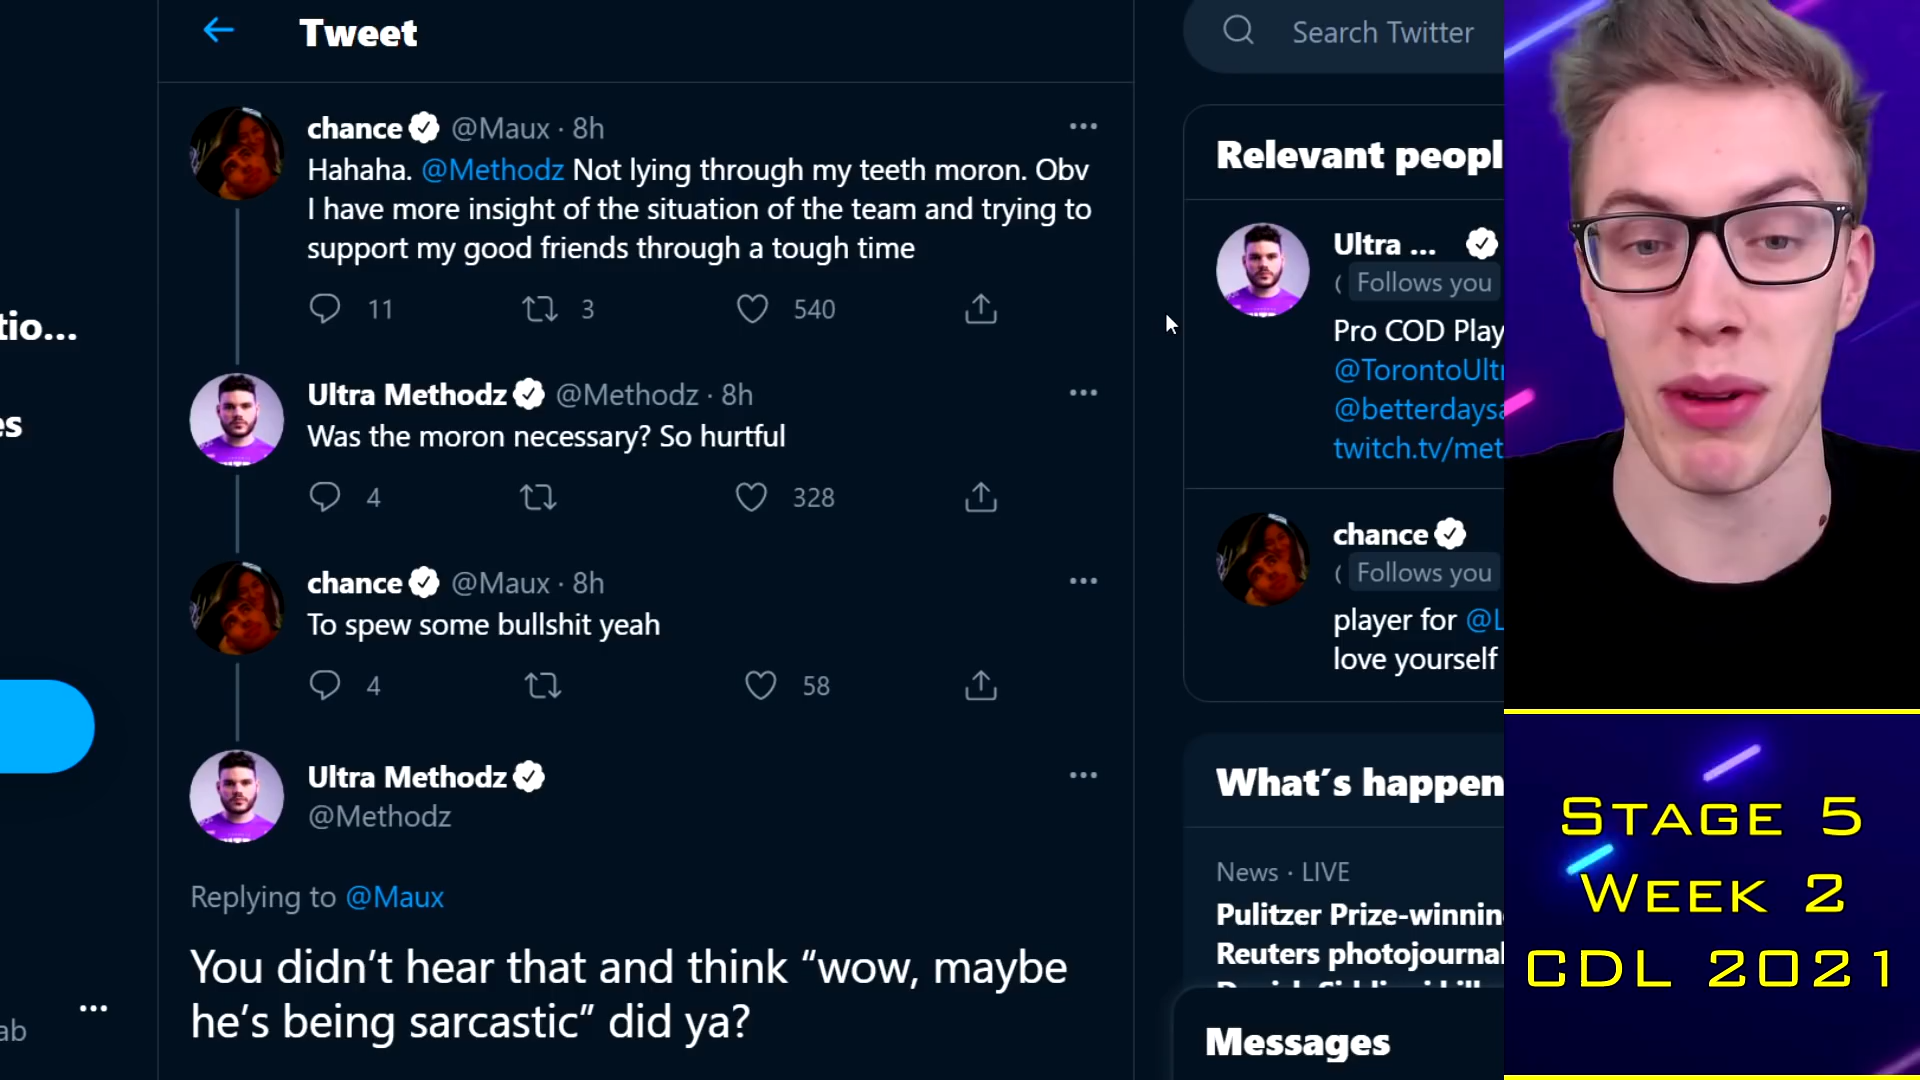 Tweet
Search Twitter
chance @Maux · 8h
Hahaha. @Methodz Not lying through my teeth moron. Obv
I have more insight of the situation of the team and trying to
support my good friends through a tough time
11 3 540
Ultra Methodz @Methodz · 8h
Was the moron necessary? So hurtful
4 328
chance @Maux · 8h
To spew some bullshit yeah
4 58
Ultra Methodz
@Methodz
Replying to @Maux
You didn't hear that and think “wow, maybe
he's being sarcastic” did ya?
tio...
es
ab
Relevant peopl
Ultra ...
( Follows you
Pro COD Play
@TorontoUltr
@betterdaysa
twitch.tv/met
chance
( Follows you
player for @L
love yourself
What's happen
News · LIVE
Pulitzer Prize-winnin
Reuters photojournal
Messages
STAGE 5
WEEK 2
CDL 2021